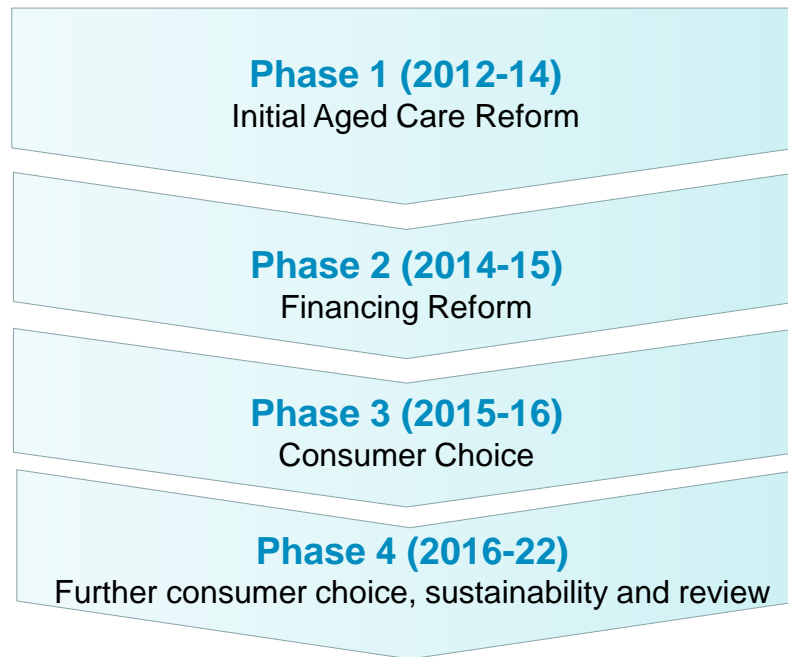 Phase 1 (2012-14)
Initial Aged Care Reform
Phase 2 (2014-15)
Financing Reform
Phase 3 (2015-16)
Consumer Choice
Phase 4 (2016-22)
Further consumer choice, sustainability and review